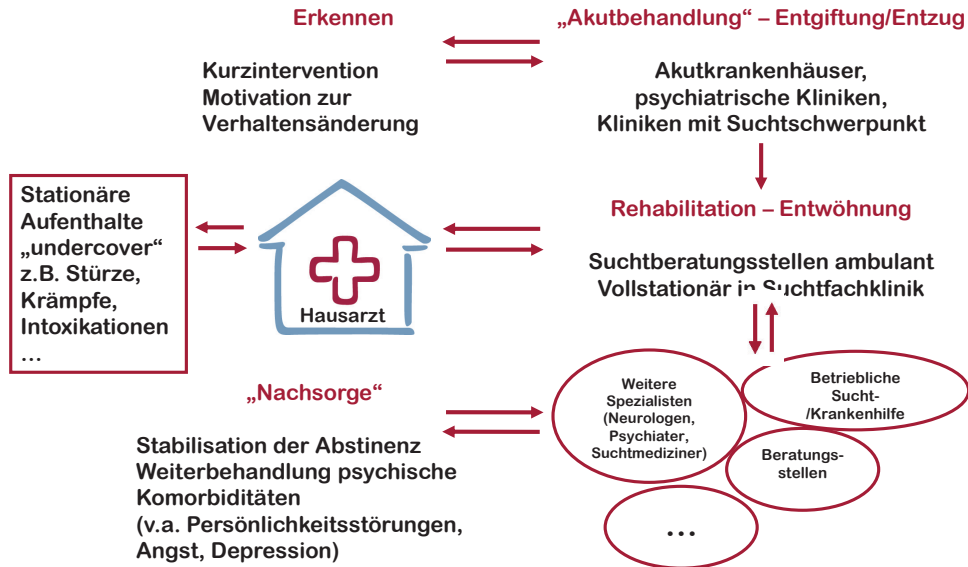 Erkennen
Kurzintervention
Motivation zur
Verhaltensänderung
„Akutbehandlung“ – Entgiftung/Entzug
Akutkrankenhäuser,
psychiatrische Kliniken,
Kliniken mit Suchtschwerpunkt
Stationäre
Aufenthalte
„undercover“
z.B. Stürze,
Krämpfe,
Intoxikationen
...
Hausarzt
Rehabilitation – Entwöhnung
Suchtberatungsstellen ambulant
Vollstationär in Suchtfachklinik
„Nachsorge“
Stabilisation der Abstinenz
Weiterbehandlung psychische
Komorbiditäten
(v.a. Persönlichkeitsstörungen,
Angst, Depression)
Weitere
Spezialisten
(Neurologen,
Psychiater,
Suchtmediziner)
Betriebliche
Sucht-
/Krankenhilfe
Beratungs-
stellen
...